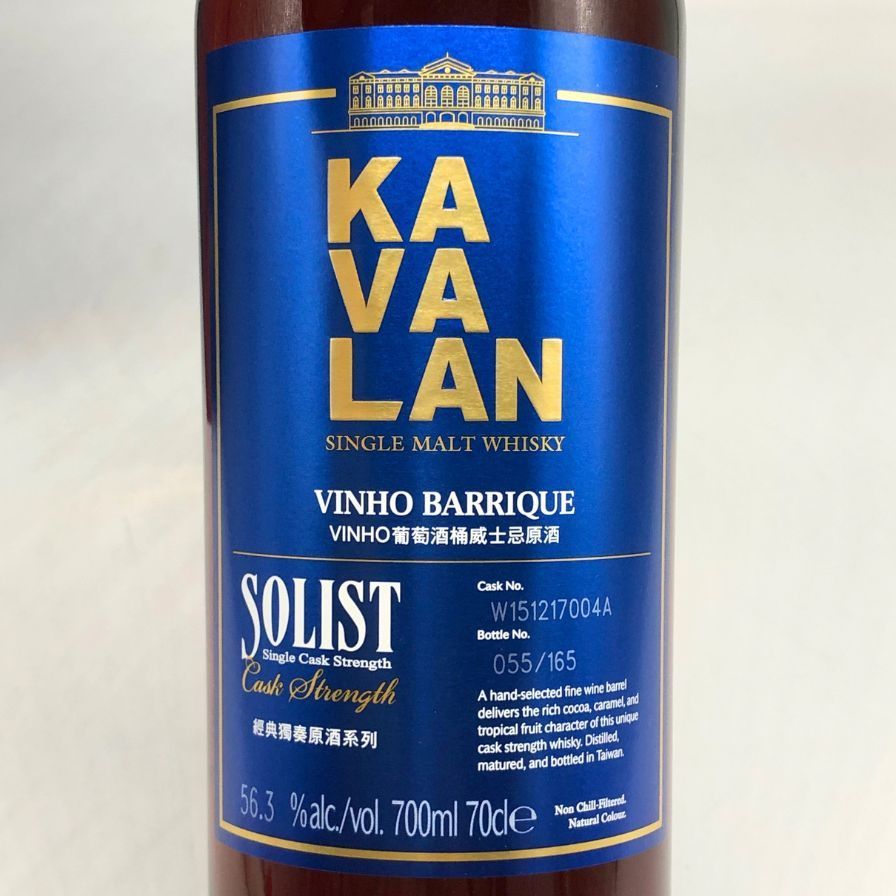 KA
VA
LAN
SINGLE MALT WHISKY
VINHO BARRIQUE
VINHO葡萄酒桶威士忌原酒
SOLIST
Single Cask Strength
Cask Strength
經典獨奏原酒系列
Cask No.
W151217004A
Bottle No.
055/165
A hand-selected fine wine barrel
delivers the rich cocoa, caramel, and
tropical fruit character of this unique
cask strength whisky. Distilled,
matured, and bottled in Taiwan.
56.3 %alc./vol. 700ml 70cl℮
Non Chill-Filtered.
Natural Colour.